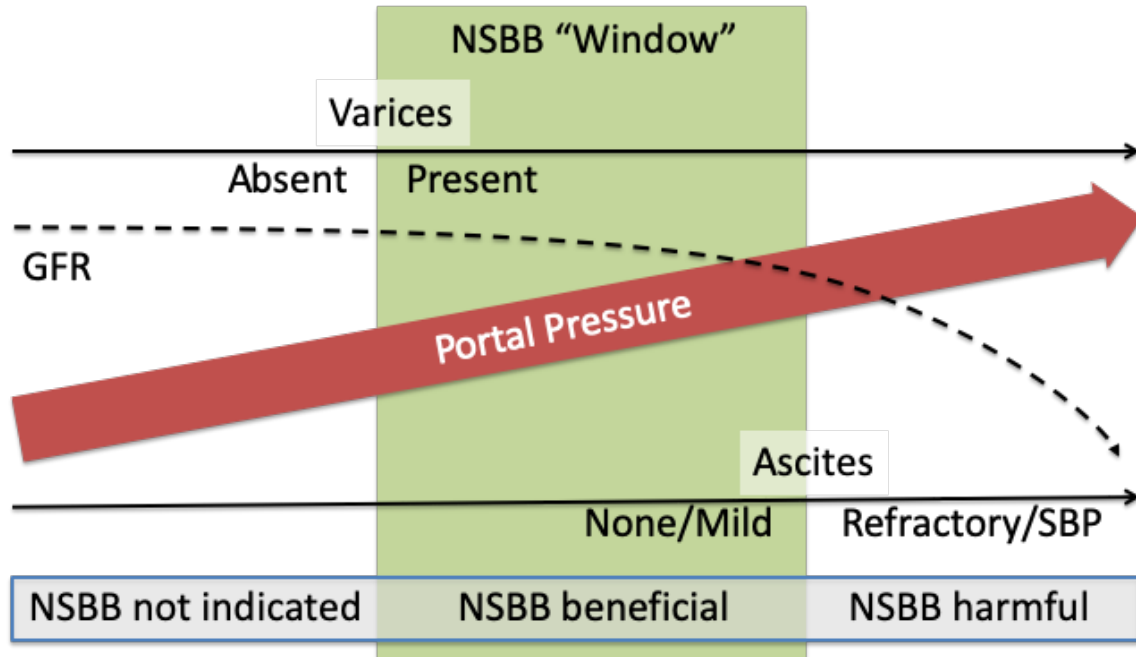 NSBB “Window”
Varices
Absent
Present
GFR
Portal Pressure
Ascites
None/Mild
Refractory/SBP
NSBB not indicated
NSBB beneficial
NSBB harmful